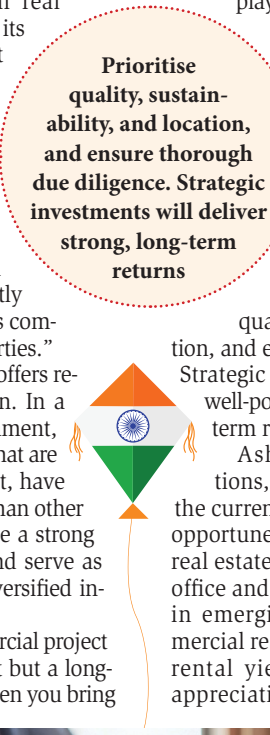 real
its
play
Prioritise
quality, sustain-
ability, and location,
and ensure thorough
due diligence. Strategic
investments will deliver
strong, long-term
returns
tly
s com-
rties.”
offers re-
n. In a
ment,
hat are
t, have
han other
e a strong
nd serve as
versified in-
rcial project
t but a long-
en you bring
qua
tion, and e
Strategic
well-po
term r
Ash
tions,
the curren
opportune
real estate
office and
in emergi
mercial re
rental yie
appreciati